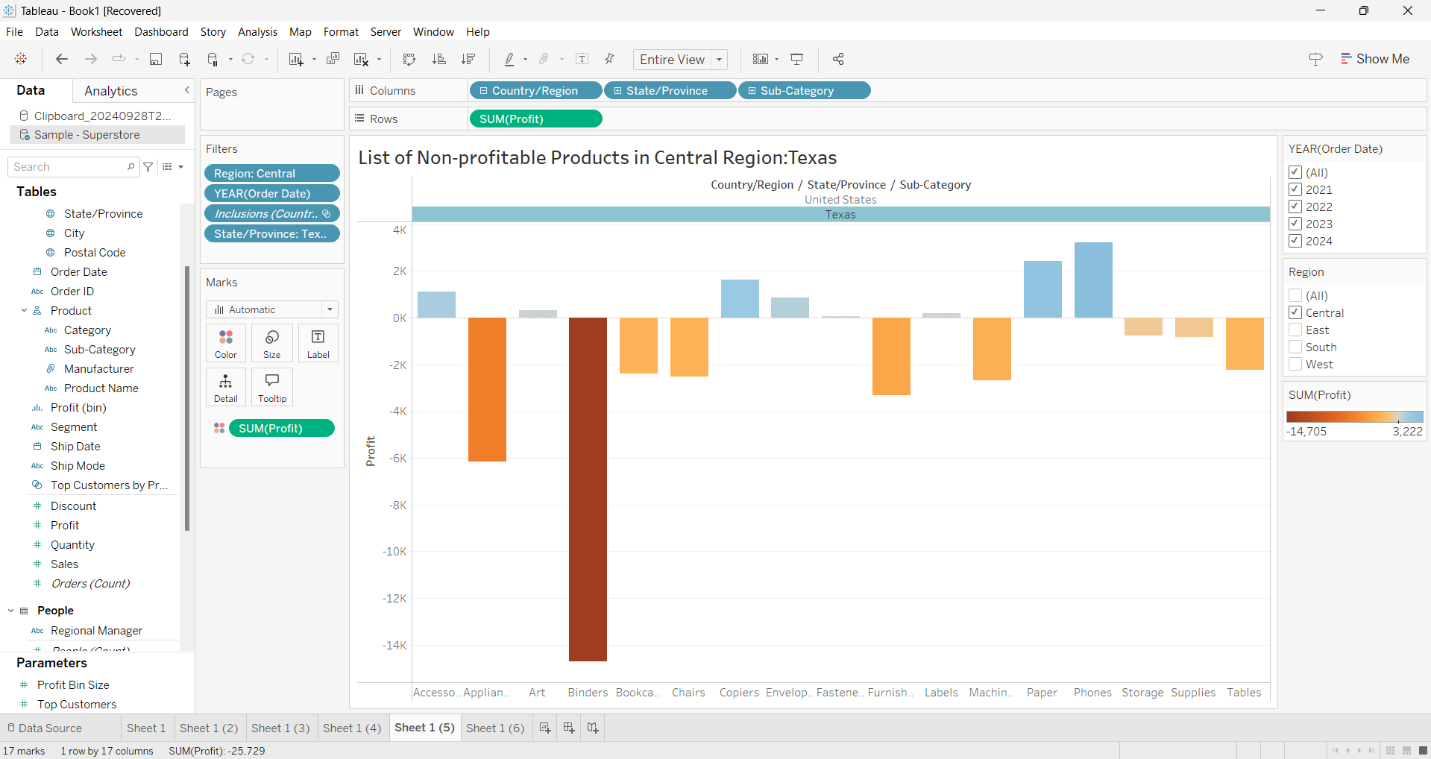 Tableau - Book1 [Recovered]
File Data Worksheet Dashboard Story Analysis Map Format Server Window Help
Entire View
Show Me
Data Analytics
Clipboard_20240928T2...
Sample - Superstore
Search
Tables
State/Province
City
Postal Code
Order Date
Abc Order ID
Product
Abc Category
Abc Sub-Category
Manufacturer
Abc Product Name
Profit (bin)
Abc Segment
Ship Date
Abc Ship Mode
Top Customers by Pr...
# Discount
# Profit
# Quantity
# Sales
# Orders (Count)
People
Abc Regional Manager
# People (Count)
Parameters
# Profit Bin Size
# Top Customers
Pages
Filters
Region: Central
YEAR(Order Date)
Inclusions (Countr..
State/Province: Tex..
Marks
Automatic
Color Size Label
Detail Tooltip
SUM(Profit)
Columns Country/Region State/Province Sub-Category
Rows SUM(Profit)
List of Non-profitable Products in Central Region:Texas
Country/Region / State/Province / Sub-Category
United States
Texas
Profit
4K
2K
0K
-2K
-4K
-6K
-8K
-10K
-12K
-14K
Accesso.. Applian.. Art Binders Bookca.. Chairs Copiers Envelop.. Fastene.. Furnish.. Labels Machin.. Paper Phones Storage Supplies Tables
YEAR(Order Date)
(All)
2021
2022
2023
2024
Region
(All)
Central
East
South
West
SUM(Profit)
-14,705 3,222
Data Source Sheet 1 Sheet 1 (2) Sheet 1 (3) Sheet 1 (4) Sheet 1 (5) Sheet 1 (6)
17 marks 1 row by 17 columns SUM(Profit): -25.729